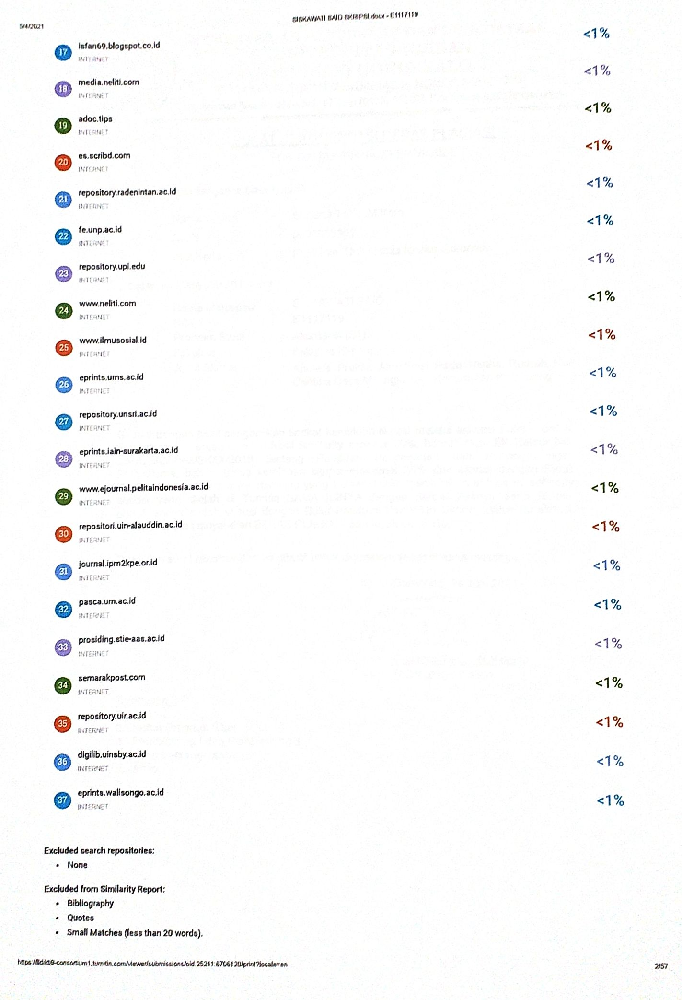 5/4/2021
SISKAWATI SAID SKRIPSI.docx - E1117119
17 isfan69.blogspot.co.id <1%
INTERNET
18 media.neliti.com <1%
INTERNET
19 adoc.tips <1%
INTERNET
20 es.scribd.com <1%
INTERNET
21 repository.radenintan.ac.id <1%
INTERNET
22 fe.unp.ac.id <1%
INTERNET
23 repository.upi.edu <1%
INTERNET
24 www.neliti.com <1%
INTERNET
25 www.ilmusosial.id <1%
INTERNET
26 eprints.ums.ac.id <1%
INTERNET
27 repository.unsri.ac.id <1%
INTERNET
28 eprints.iain-surakarta.ac.id <1%
INTERNET
29 www.ejournal.pelitaindonesia.ac.id <1%
INTERNET
30 repositori.uin-alauddin.ac.id <1%
INTERNET
31 journal.ipm2kpe.or.id <1%
INTERNET
32 pasca.um.ac.id <1%
INTERNET
33 prosiding.stie-aas.ac.id <1%
INTERNET
34 semarakpost.com <1%
INTERNET
35 repository.uir.ac.id <1%
INTERNET
36 digilib.uinsby.ac.id <1%
INTERNET
37 eprints.walisongo.ac.id <1%
INTERNET
Excluded search repositories:
• None
Excluded from Similarity Report:
• Bibliography
• Quotes
• Small Matches (less than 20 words).
https://lldikti9-consortium1.turnitin.com/viewer/submissions/oid:25211:6706120/print?locale=en
2/57